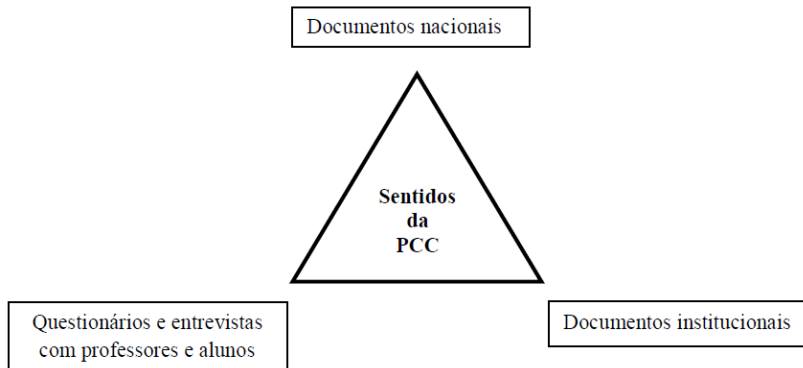 Documentos nacionais
Sentidos
da
PCC
Questionários e entrevistas
com professores e alunos
Documentos institucionais